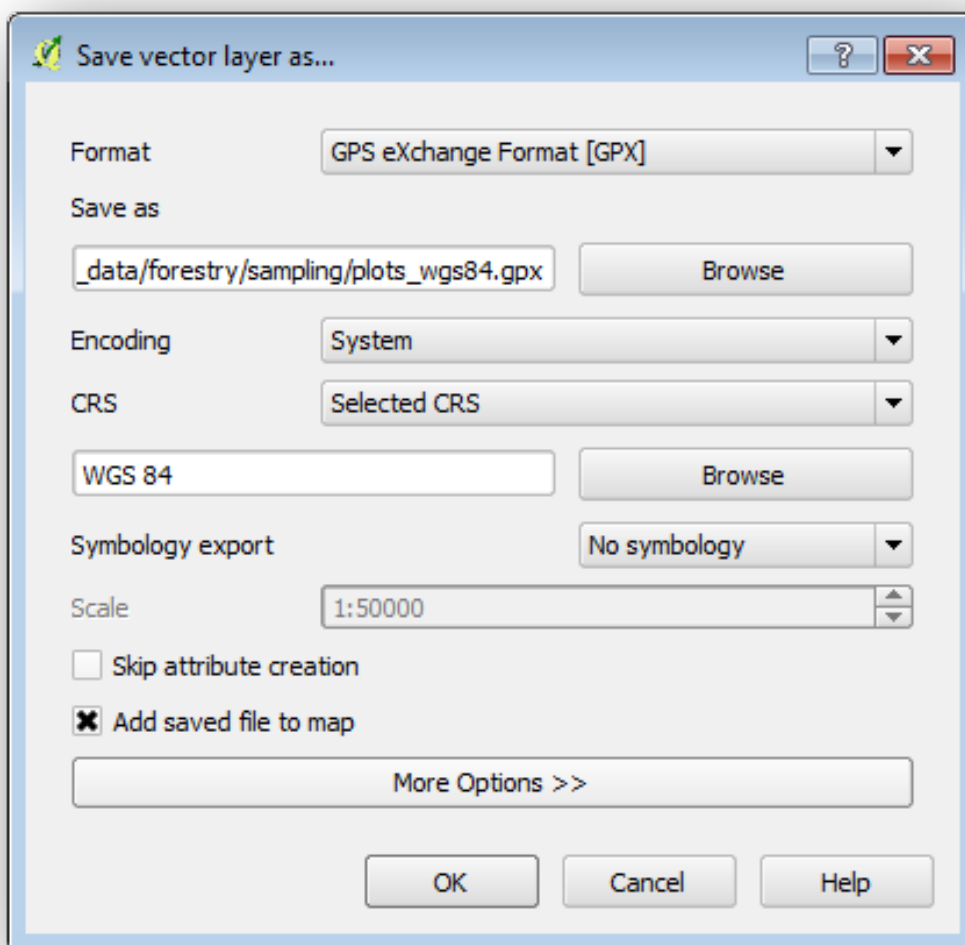 Save vector layer as...
Format GPS eXchange Format [GPX]
Save as
_data/forestry/sampling/plots_wgs84.gpx Browse
Encoding System
CRS Selected CRS
WGS 84 Browse
Symbology export No symbology
Scale 1:50000
Skip attribute creation
Add saved file to map
More Options >>
OK Cancel Help